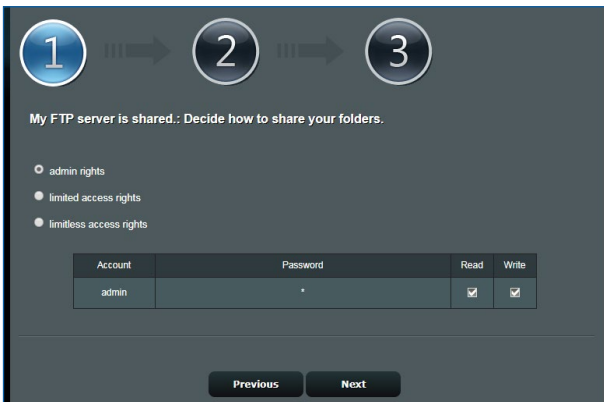 1 2 3
My FTP server is shared.: Decide how to share your folders.
admin rights
limited access rights
limitless access rights
Account Password Read Write
admin *
Previous Next